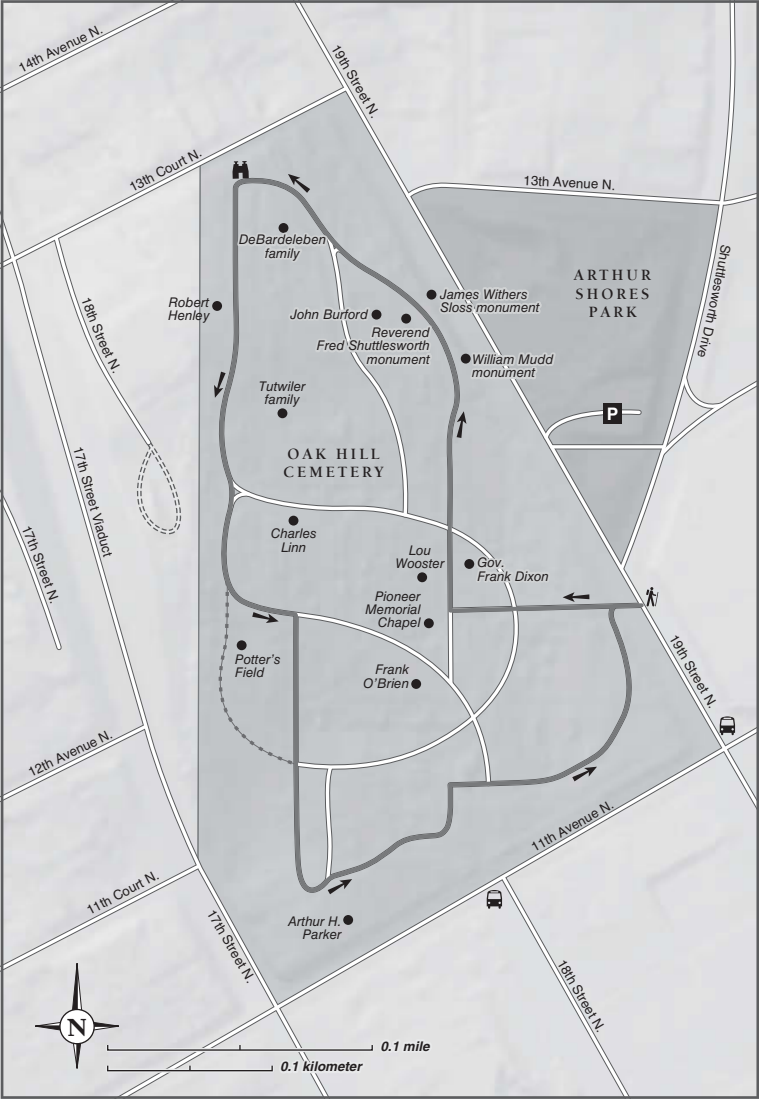 14th Avenue N.
19th Street N.
13th Court N.
13th Avenue N.
DeBardeleben
family
ARTHUR
SHORES
PARK
Shuttlesworth Drive
Robert
Henley
John Burford
James Withers
Sloss monument
Reverend
Fred Shuttlesworth
monument
William Mudd
monument
18th Street N.
Tutwiler
family
P
OAK HILL
CEMETERY
17th Street Viaduct
17th Street N.
Charles
Linn
Lou
Wooster
Gov.
Frank Dixon
Pioneer
Memorial
Chapel
Potter's
Field
Frank
O'Brien
19th Street N.
12th Avenue N.
11th Avenue N.
11th Court N.
17th Street N.
Arthur H.
Parker
18th Street N.
N
0.1 mile
0.1 kilometer